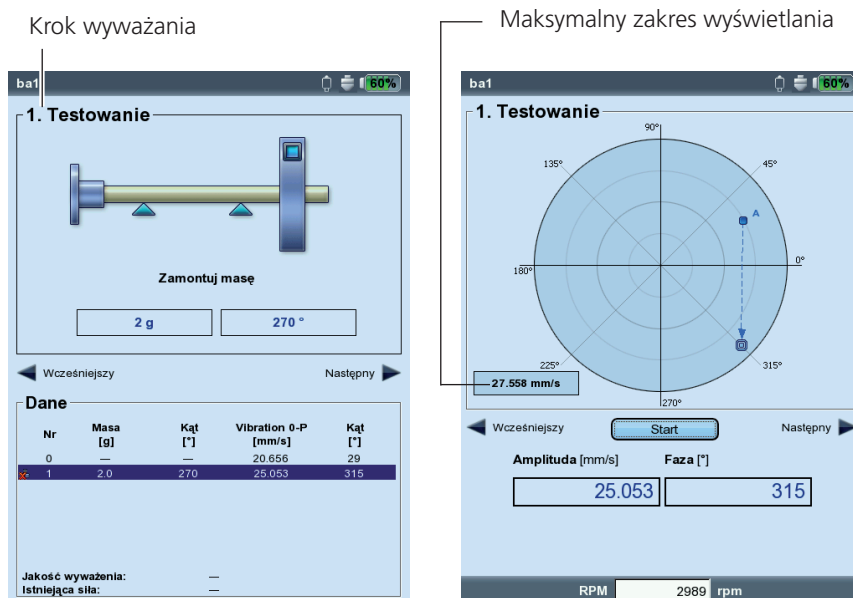 Krok wyważania
Maksymalny zakres wyświetlania
ba1
60%
1. Testowanie
Zamontuj masę
2 g
270 °
Wcześniejszy
Następny
Dane
Nr Masa [g] Kąt [°] Vibration 0-P [mm/s] Kąt [°]
0 — — 20.656 29
1 2.0 270 25.053 315
Jakość wyważenia: —
Istniejąca siła: —
ba1
60%
1. Testowanie
90°
135°
45°
A
180°
0°
225°
315°
27.558 mm/s
270°
Wcześniejszy
Start
Następny
Amplituda [mm/s] Faza [°]
25.053 315
RPM 2989 rpm